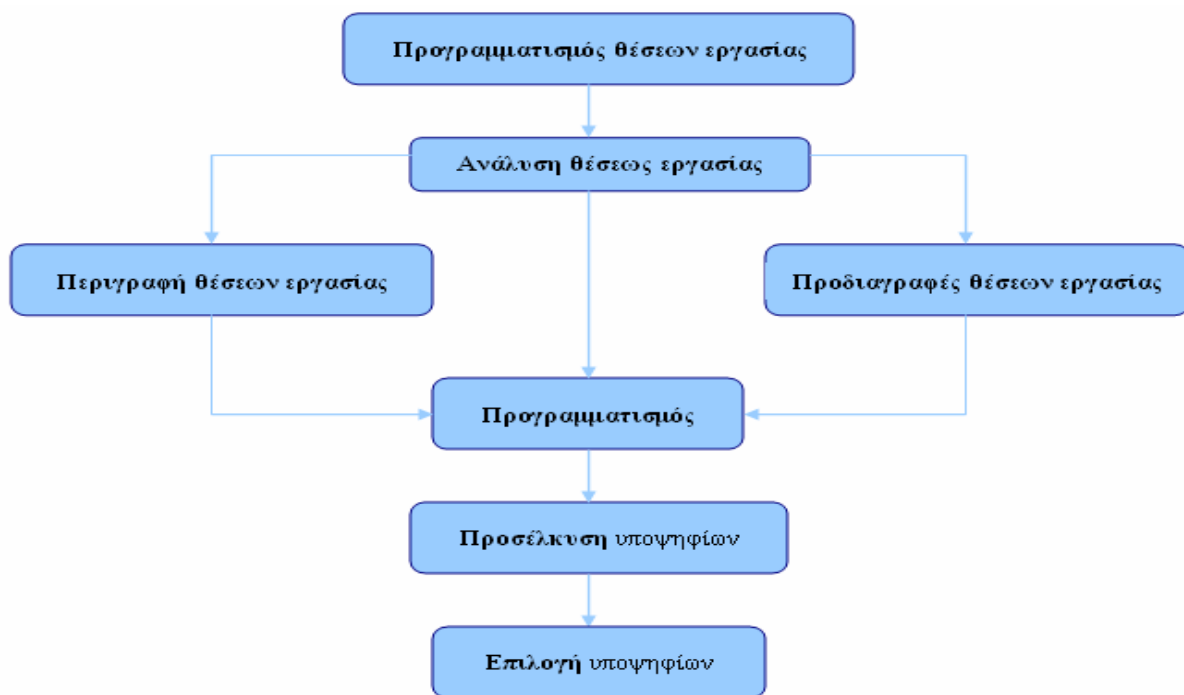 Προγραμματισμός θέσεων εργασίας
Ανάλυση θέσεως εργασίας
Περιγραφή θέσεων εργασίας
Προδιαγραφές θέσεων εργασίας
Προγραμματισμός
Προσέλκυση υποψηφίων
Επιλογή υποψηφίων